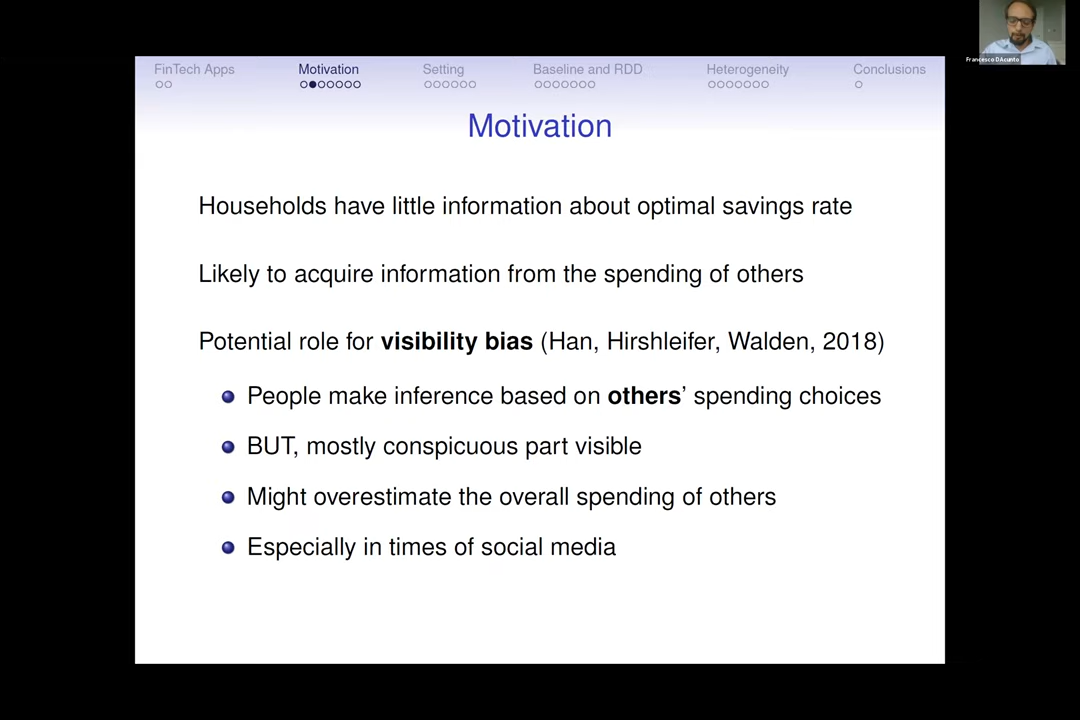 FinTech Apps Motivation Setting Baseline and RDD Heterogeneity Conclusions
Motivation
Households have little information about optimal savings rate
Likely to acquire information from the spending of others
Potential role for visibility bias (Han, Hirshleifer, Walden, 2018)
People make inference based on others' spending choices
BUT, mostly conspicuous part visible
Might overestimate the overall spending of others
Especially in times of social media
Francesco DAcunto